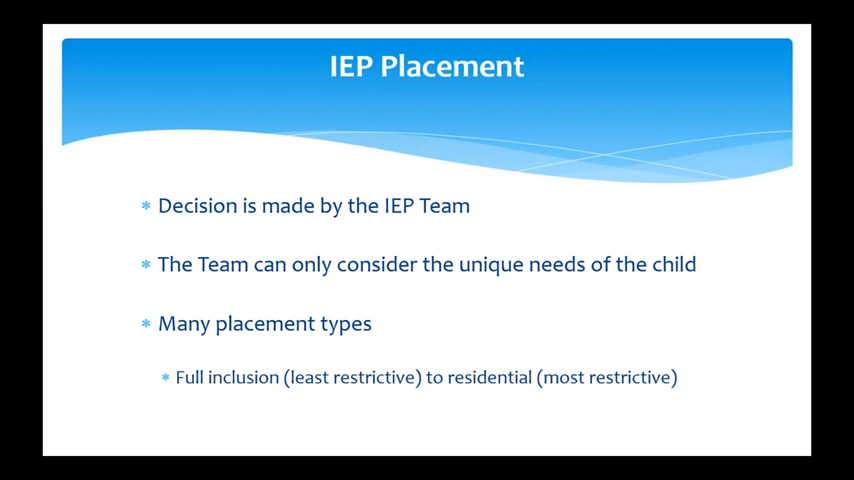 IEP Placement
* Decision is made by the IEP Team
* The Team can only consider the unique needs of the child
* Many placement types
* Full inclusion (least restrictive) to residential (most restrictive)